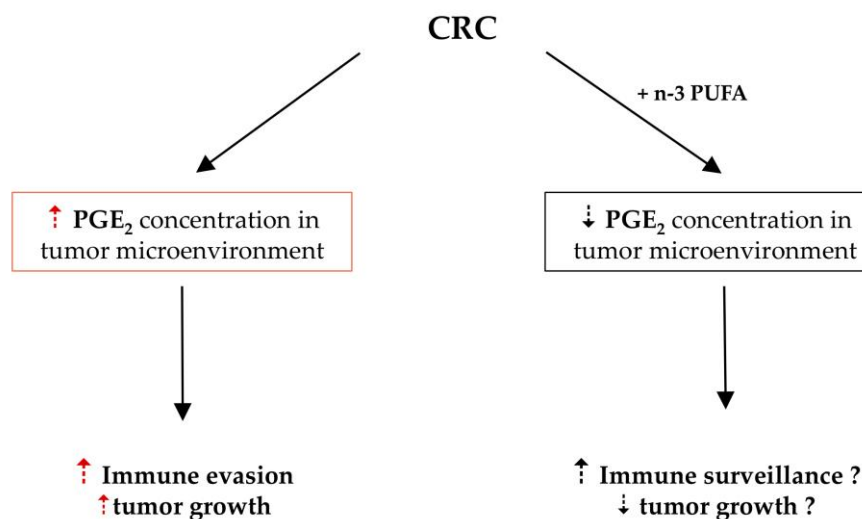 CRC
+ n-3 PUFA
⇡ PGE₂ concentration in
tumor microenvironment
⇣ PGE₂ concentration in
tumor microenvironment
⇡ Immune evasion
⇡ tumor growth
⇡ Immune surveillance ?
⇣ tumor growth ?